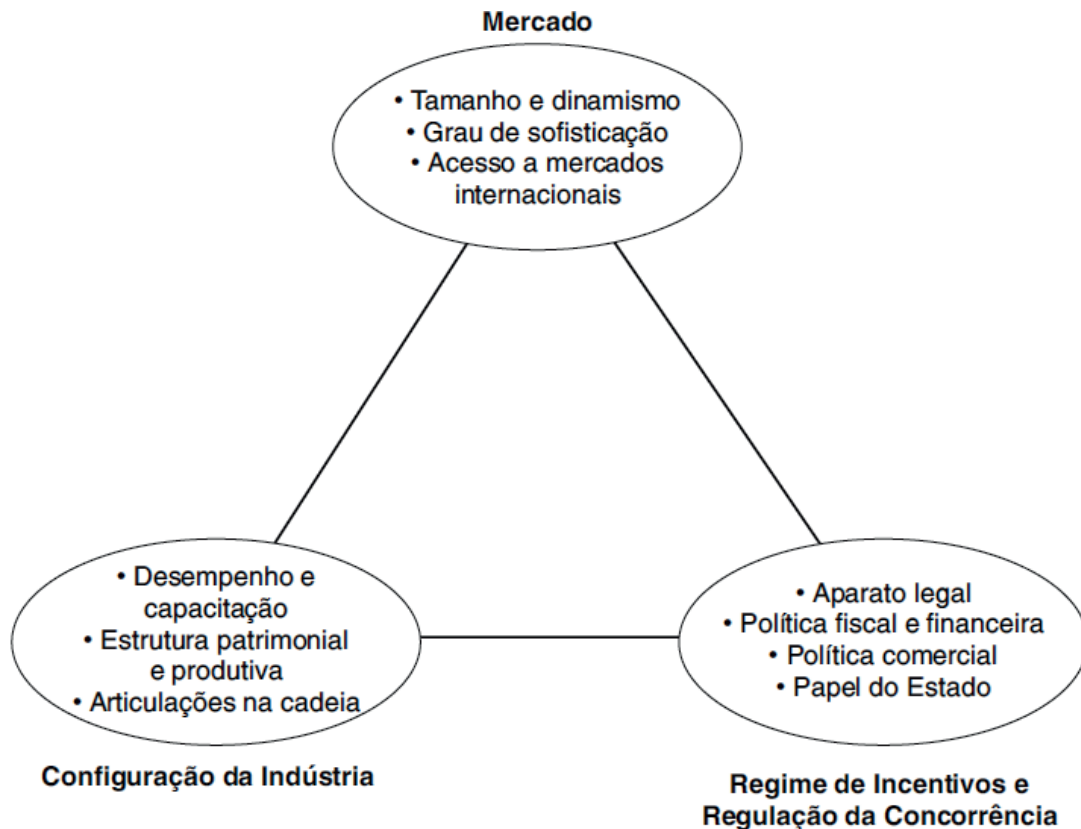 Mercado
• Tamanho e dinamismo
• Grau de sofisticação
• Acesso a mercados
internacionais
• Desempenho e
capacitação
• Estrutura patrimonial
e produtiva
• Articulações na cadeia
Configuração da Indústria
• Aparato legal
• Política fiscal e financeira
• Política comercial
• Papel do Estado
Regime de Incentivos e
Regulação da Concorrência